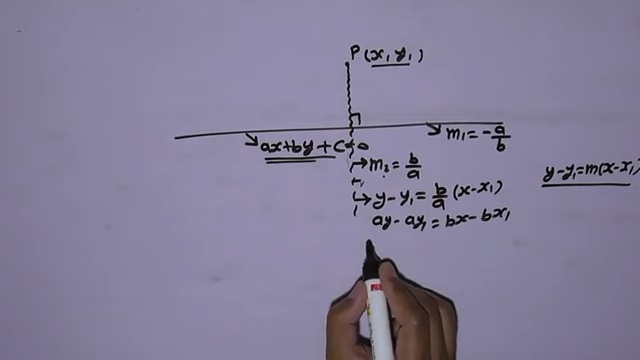 P(x₁ y₁)
m₁ = -a/b
ax+by+c=0
m₂ = b/a
y-y₁=m(x-x₁)
y-y₁ = b/a (x-x₁)
ay-ay₁ = bx-bx₁